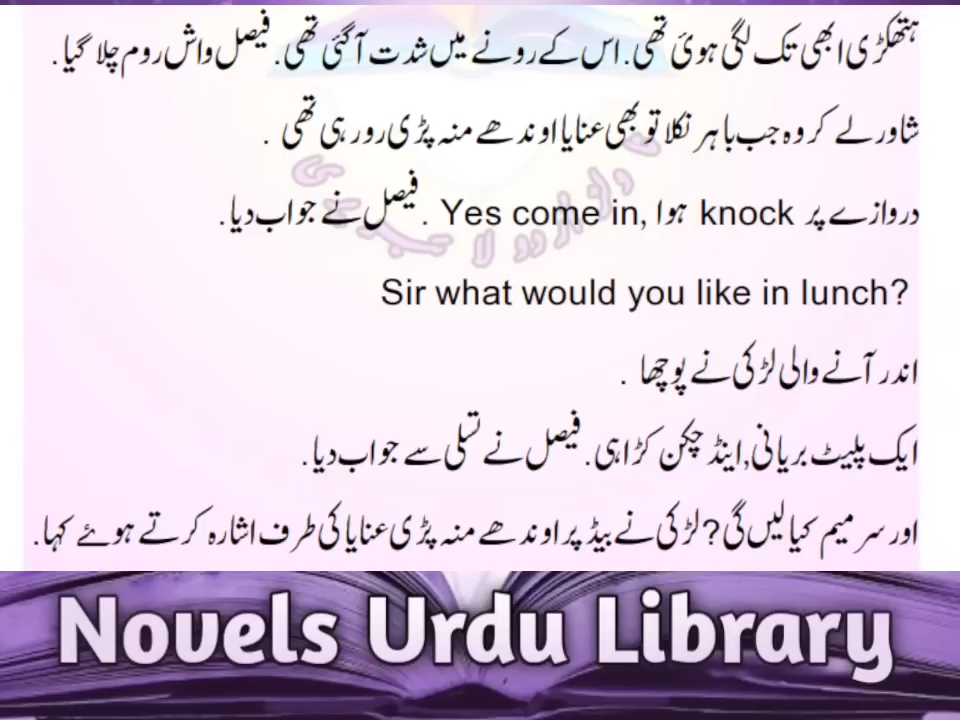 ہتھکڑی ابھی تک لگی ہوئ تھی. اس کے رونے میں شدت آگئی تھی. فیصل واش روم چلا گیا.
شاور لے کر وہ جب باہر نکلا تو بھی عنایا اوندھے منہ پڑی رو رہی تھی .
دروازے پر knock ہوا ,Yes come in . فیصل نے جواب دیا.
Sir what would you like in lunch?
اندر آنے والی لڑکی نے پوچھا .
ایک پلیٹ بریانی,اینڈ چکن کڑاہی. فیصل نے تسلی سے جواب دیا.
اور سر میم کیا لیں گی? لڑکی نے بیڈ پر اوندھے منہ پڑی عنایا کی طرف اشارہ کرتے ہوئے کہا.
Novels Urdu Library